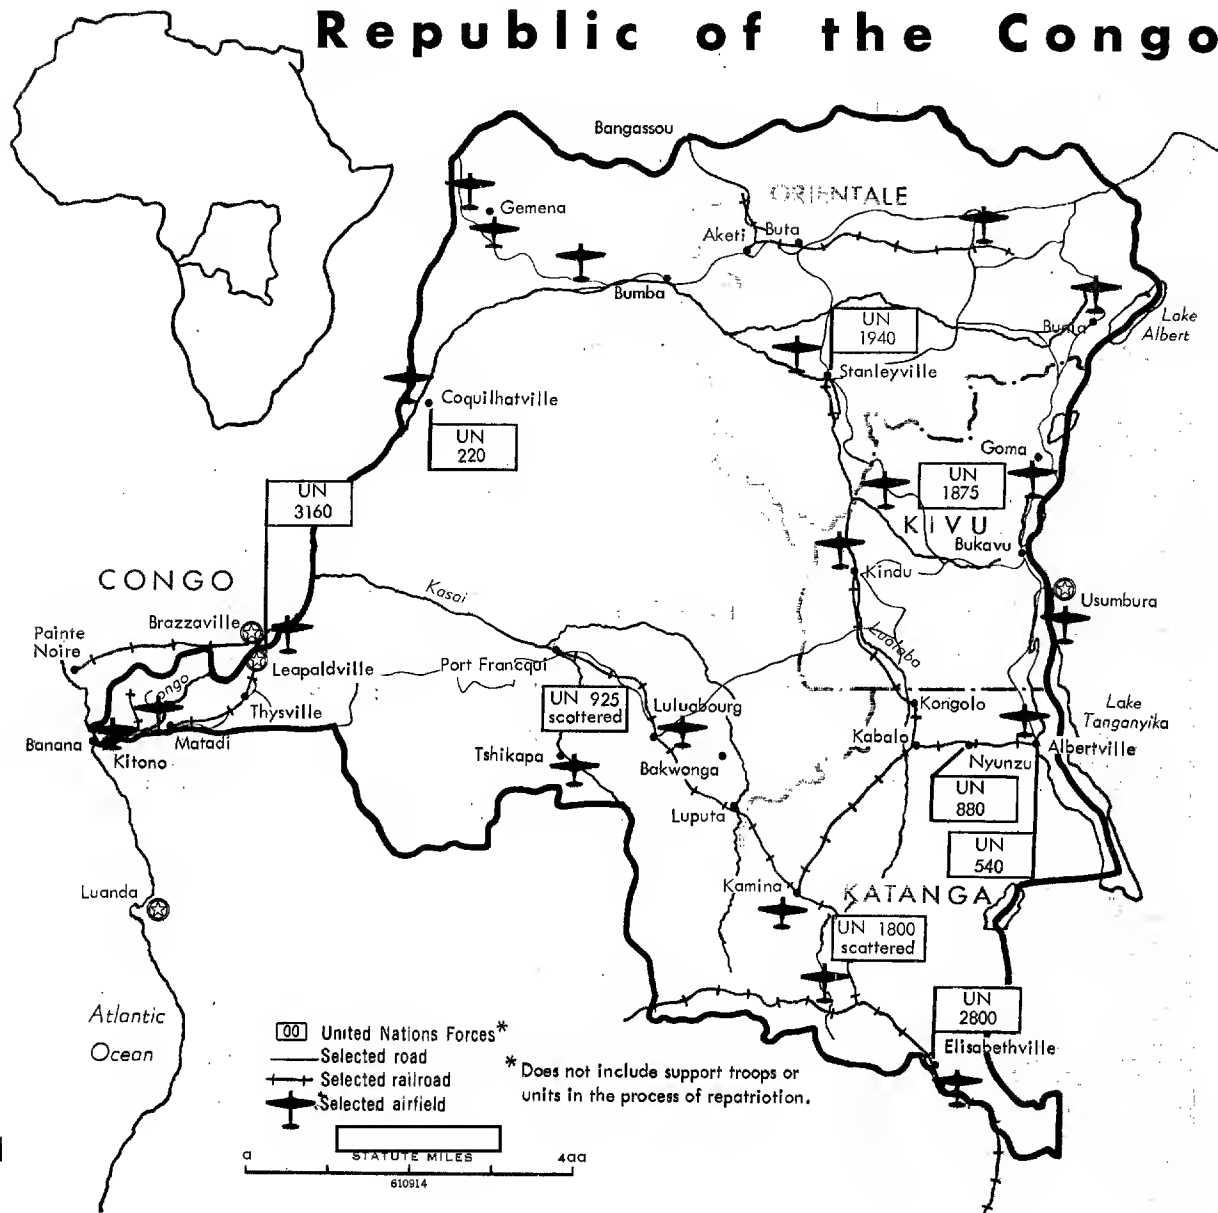 Republic of the Congo
Bangassou
ORIENTALE
Gemena
Aketi
Buta
Bumba
Bunia
Lake
Albert
UN
1940
Stanleyville
Coquilhatville
UN
220
Goma
UN
1875
UN
3160
KIVU
Bukavu
CONGO
Kasai
Kindu
Usumbura
Brazzaville
Painte
Noire
Lualaba
Port Francqui
Leapaldville
Congo
UN 925
scattered
Luluabourg
Kongolo
Lake
Tanganyika
Thysville
Banana
Kitono
Matadi
Kabalo
Albertville
Tshikapa
Bakwonga
Nyunzu
UN
880
Luputa
UN
540
Kamina
KATANGA
Luanda
UN 1800
scattered
UN
2800
Atlantic
Ocean
Elisabethville
00 United Nations Forces*
Selected road
Selected railroad
Selected airfield
* Does not include support troops or
units in the process of repatriotion.
STATUTE MILES
a 4aa
610914